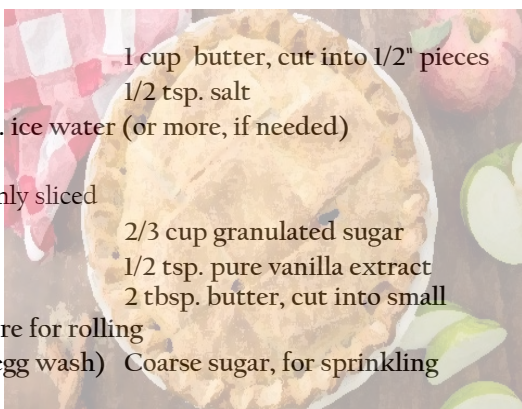 1 cup butter, cut into 1/2" pieces
1/2 tsp. salt
. ice water (or more, if needed)
nly sliced
2/3 cup granulated sugar
1/2 tsp. pure vanilla extract
2 tbsp. butter, cut into small
re for rolling
egg wash) Coarse sugar, for sprinkling